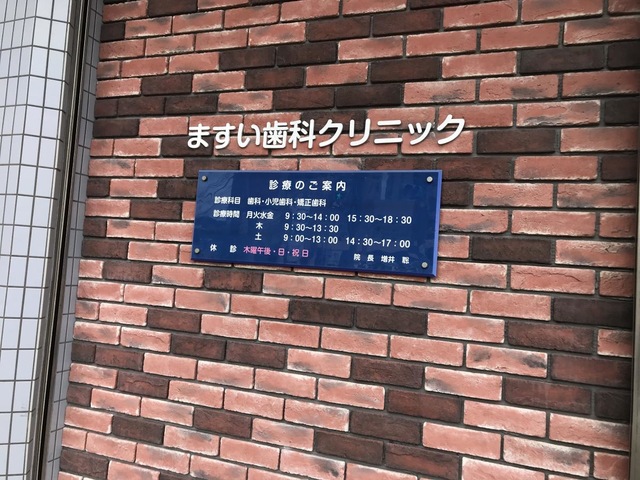 ますい歯科クリニック
診療のご案内
診療科目 歯科・小児歯科・矯正歯科
診療時間 月火水金 9:30~14:00 15:30~18:30
木 9:30~13:30
土 9:00~13:00 14:30~17:00
休診 木曜午後・日・祝日
院長 増井 聡